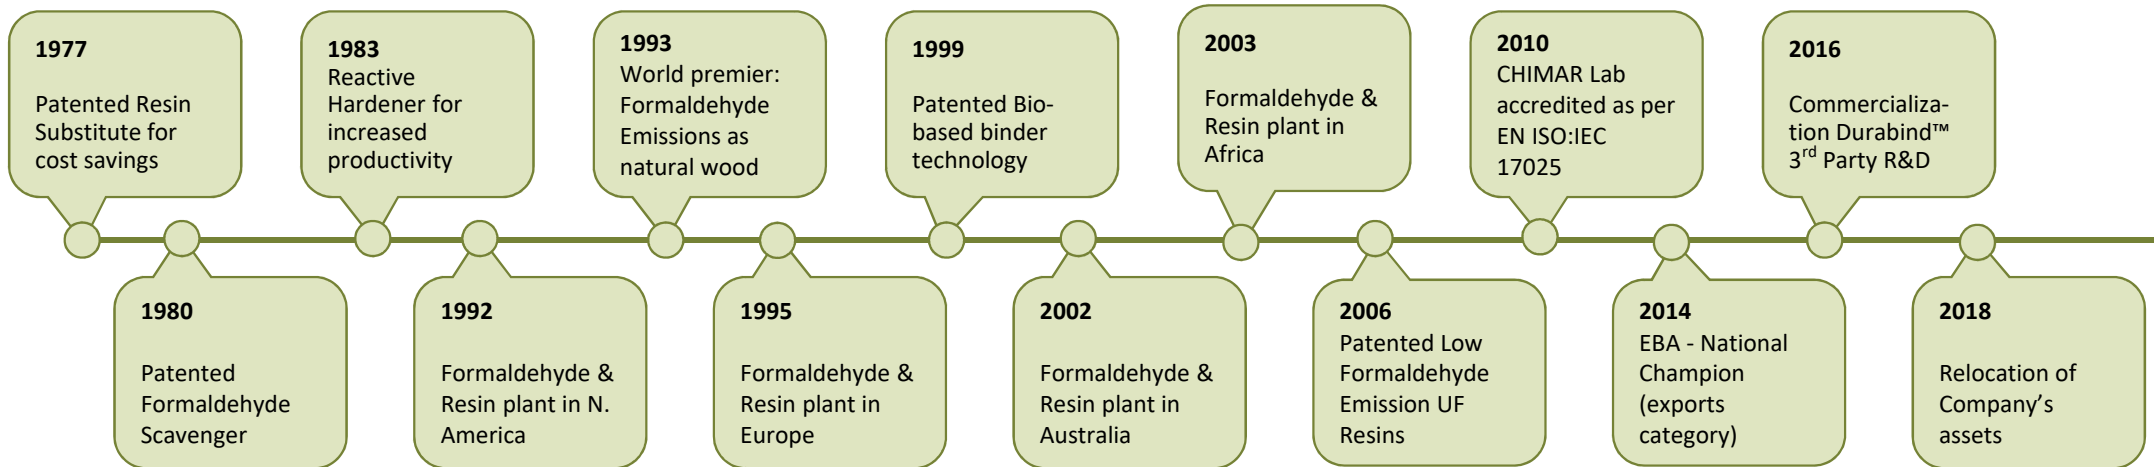 1977
Patented Resin
Substitute for
cost savings
1980
Patented
Formaldehyde
Scavenger
1983
Reactive
Hardener for
increased
productivity
1992
Formaldehyde &
Resin plant in N.
America
1993
World premier:
Formaldehyde
Emissions as
natural wood
1995
Formaldehyde &
Resin plant in
Europe
1999
Patented Bio-
based binder
technology
2002
Formaldehyde &
Resin plant in
Australia
2003
Formaldehyde &
Resin plant in
Africa
2006
Patented Low
Formaldehyde
Emission UF
Resins
2010
CHIMAR Lab
accredited as per
EN ISO:IEC
17025
2014
EBA - National
Champion
(exports
category)
2016
Commercializa-
tion Durabind™
3rd Party R&D
2018
Relocation of
Company’s
assets